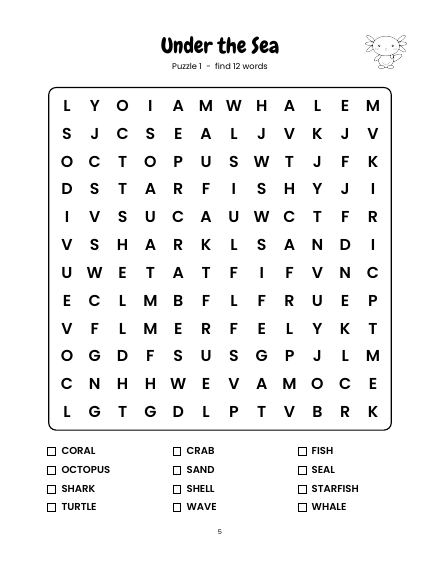 Under the Sea
Puzzle 1 - find 12 words
L Y O I A M W H A L E M
S J C S E A L J V K J V
O C T O P U S W T J F K
D S T A R F I S H Y J I
I V S U C A U W C T F R
V S H A R K L S A N D I
U W E T A T F I F V N C
E C L M B F L F R U E P
V F L M E R F E L Y K T
O G D F S U S G P J L M
C N H H W E V A M O C E
L G T G D L P T V B R K
CORAL CRAB FISH
OCTOPUS SAND SEAL
SHARK SHELL STARFISH
TURTLE WAVE WHALE
5